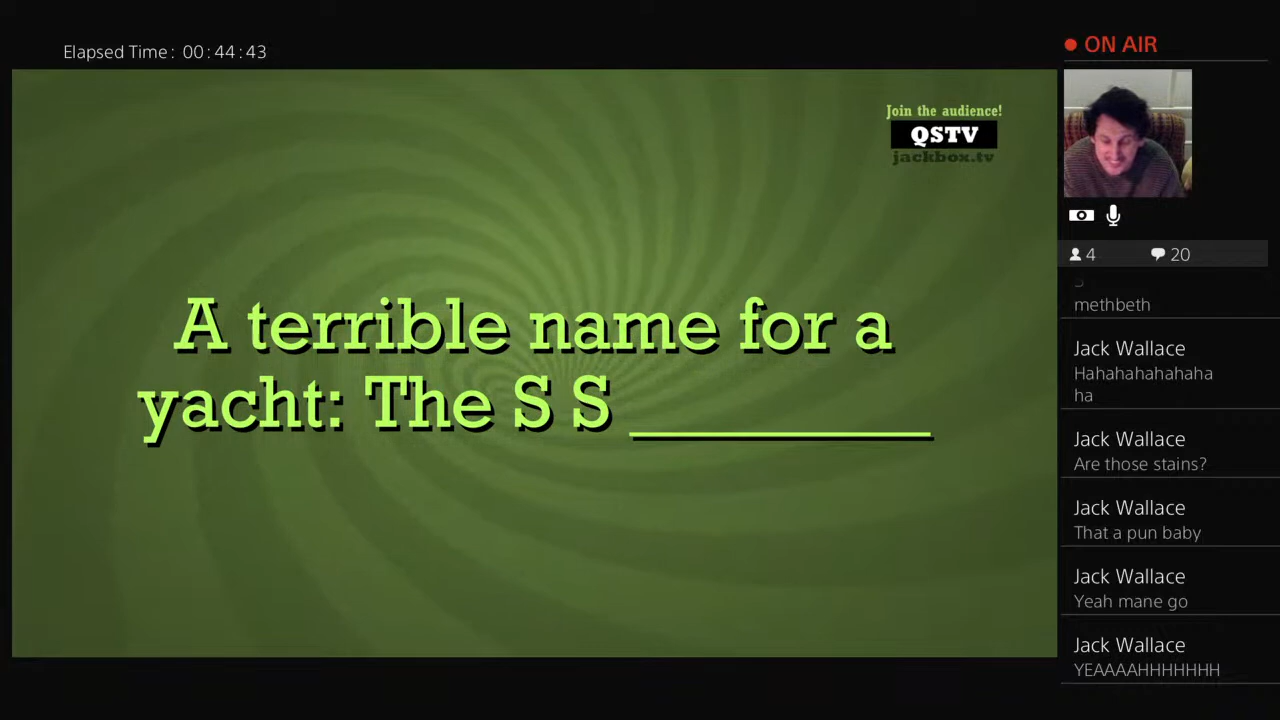 Elapsed Time: 00:44:43
ON AIR
Join the audience!
QSTV
jackbox.tv
A terrible name for a
yacht: The S S ________
4
20
methbeth
Jack Wallace
Hahahahahahaha
ha
Jack Wallace
Are those stains?
Jack Wallace
That a pun baby
Jack Wallace
Yeah mane go
Jack Wallace
YEAAAAHHHHHHH